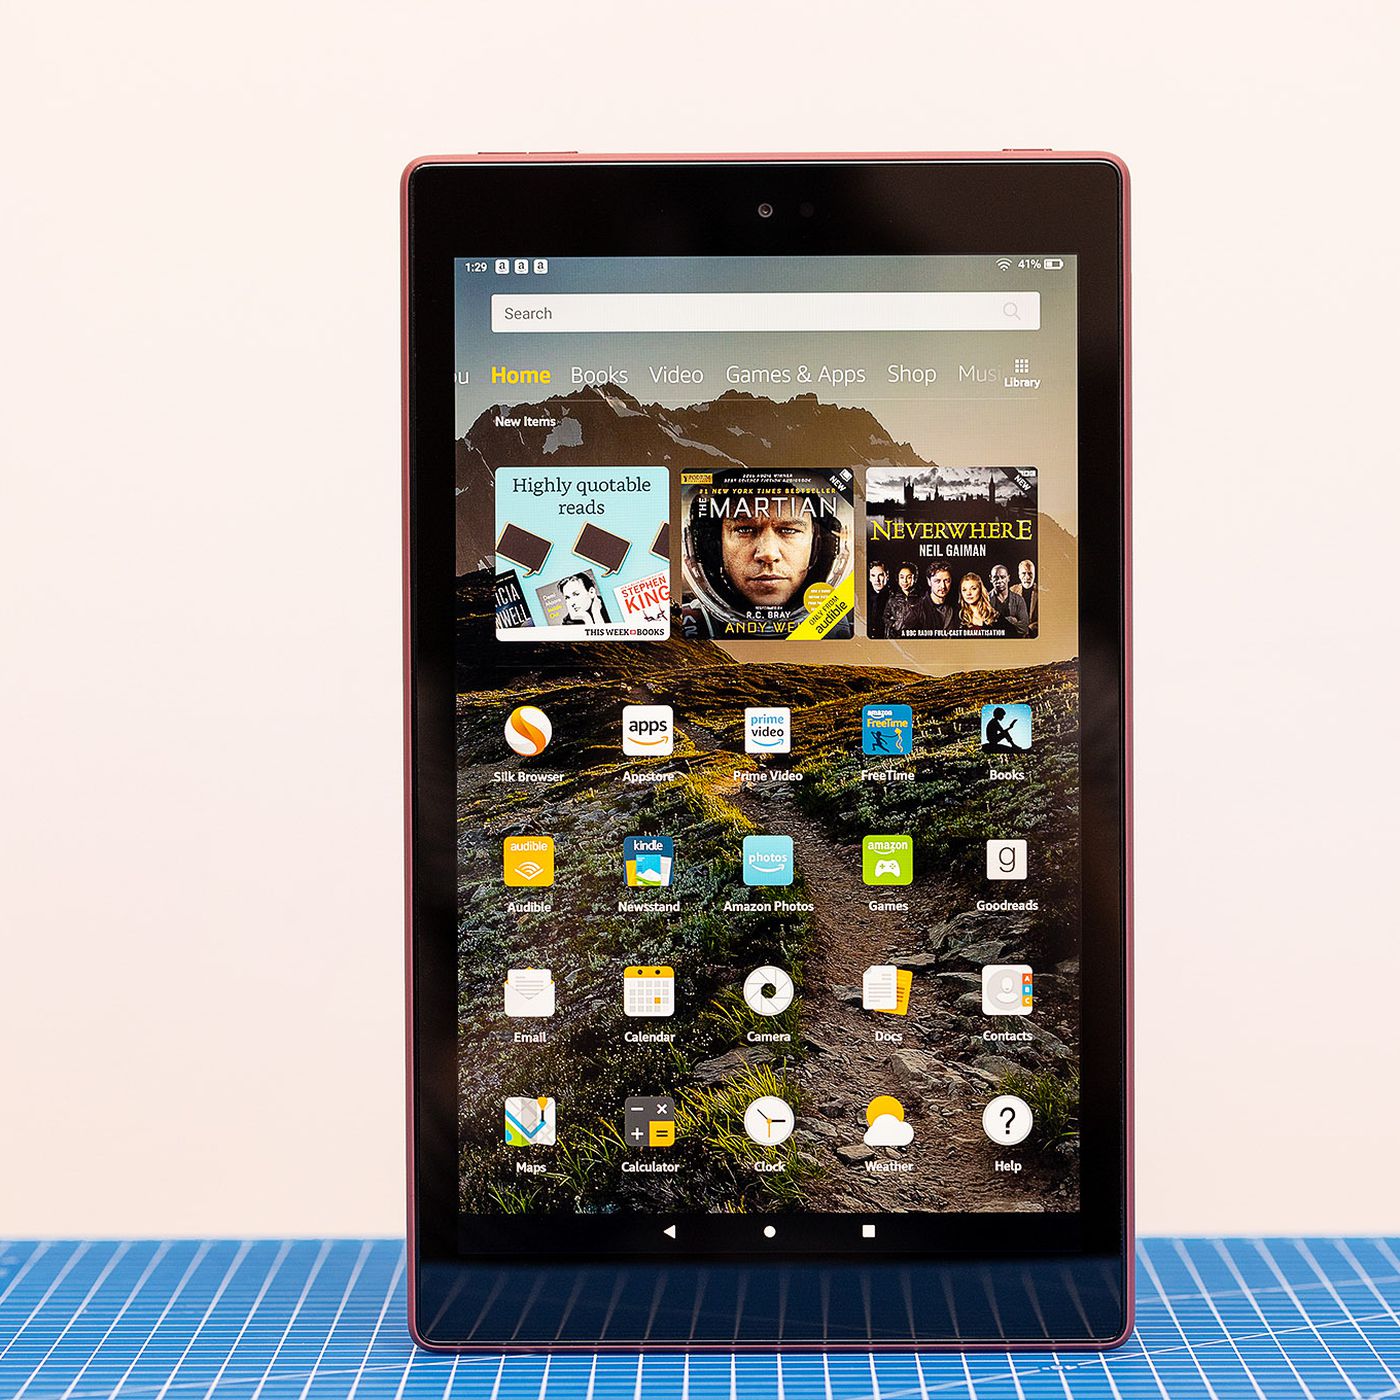 1:29 a a a 41%
Search
Home Books Video Games & Apps Shop Musi
Library
New Items
Highly quotable
reads
STEPHEN
KING
THIS WEEK IN BOOKS
#1 NEW YORK TIMES BESTSELLER
THE MARTIAN
NEW
PERFORMED BY
R.C. BRAY
ANDY WE
ONLY FROM
audible
NEW
NEVERWHERE
NEIL GAIMAN
A BBC RADIO FULL-CAST DRAMATISATION
apps
prime
video
amazon
FreeTime
Silk Browser Appstore Prime Video FreeTime Books
audible
kindle
photos
amazon
g
Audible Newsstand Amazon Photos Games Goodreads
A
B
C
Email Calendar Camera Docs Contacts
− ×
+ =
?
Maps Calculator Clock Weather Help